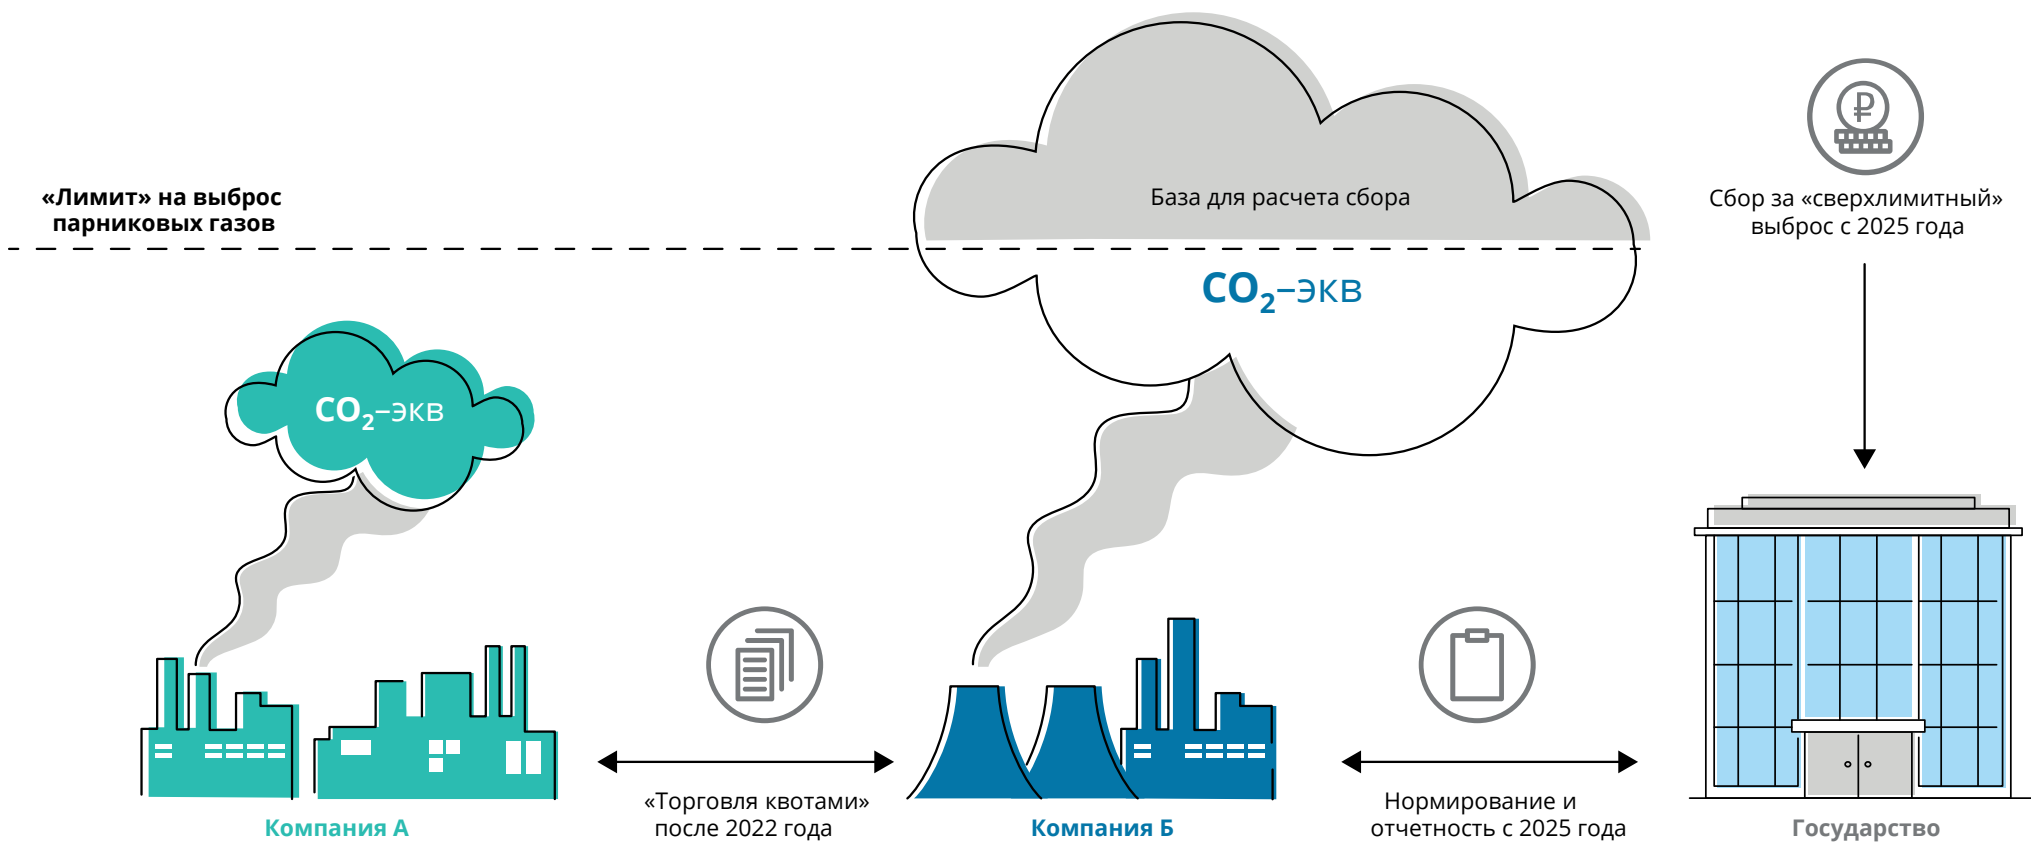 «Лимит» на выброс
парниковых газов
База для расчета сбора
₽
Сбор за «сверхлимитный»
выброс с 2025 года
CO₂–экв
CO₂–экв
«Торговля квотами»
после 2022 года
Нормирование и
отчетность с 2025 года
Компания А
Компания Б
Государство